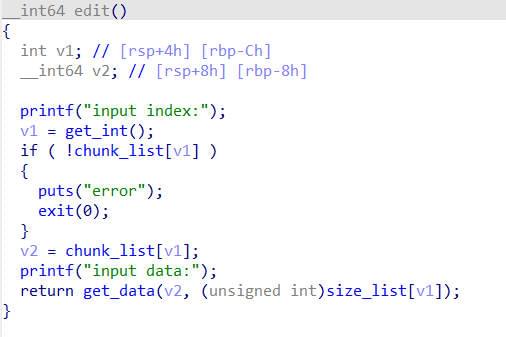 __int64 edit()
{
  int v1; // [rsp+4h] [rbp-Ch]
  __int64 v2; // [rsp+8h] [rbp-8h]

  printf("input index:");
  v1 = get_int();
  if ( !chunk_list[v1] )
  {
    puts("error");
    exit(0);
  }
  v2 = chunk_list[v1];
  printf("input data:");
  return get_data(v2, (unsigned int)size_list[v1]);
}